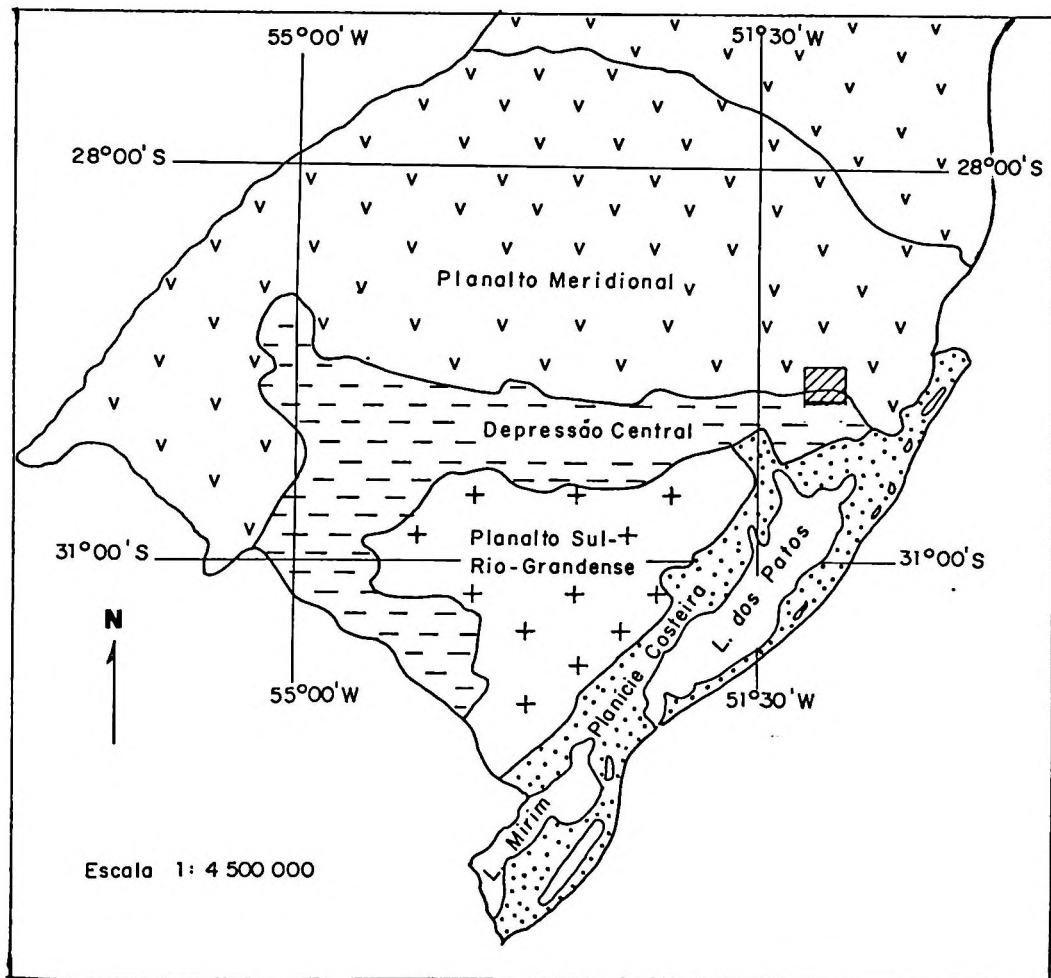 55°00'W
51°30'W
28°00'S
28°00'S
Planalto Meridional
Depressão Central
Planalto Sul-
Rio-Grandense
31°00'S
31°00'S
N
L. dos Patos
Planície Costeira
55°00'W
51°30'W
L. Mirim
Escala 1: 4 500 000